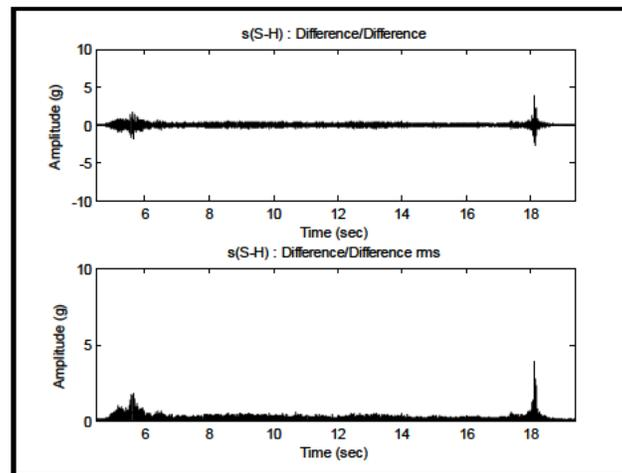 s(S-H) : Difference/Difference
10
5
0
-5
-10
Amplitude (g)
6 8 10 12 14 16 18
Time (sec)
s(S-H) : Difference/Difference rms
10
5
0
Amplitude (g)
6 8 10 12 14 16 18
Time (sec)